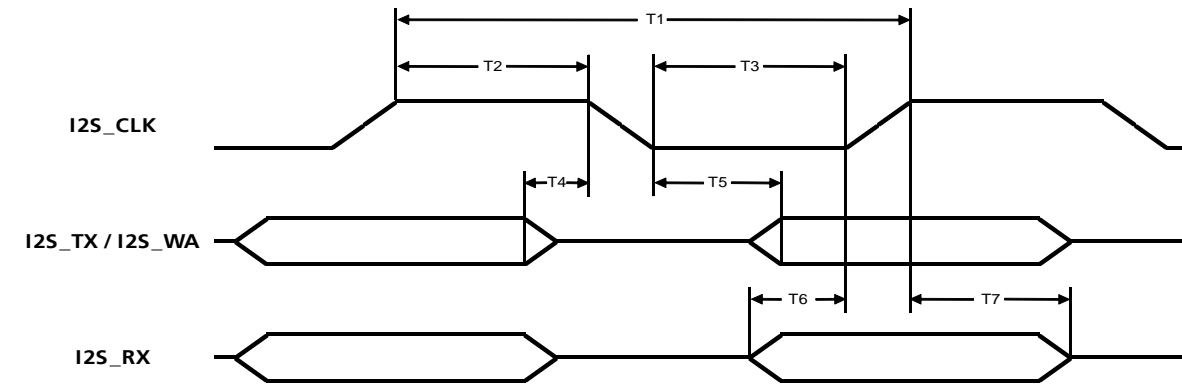 T1
T2
T3
I2S_CLK
T4
T5
I2S_TX / I2S_WA
T6
T7
I2S_RX